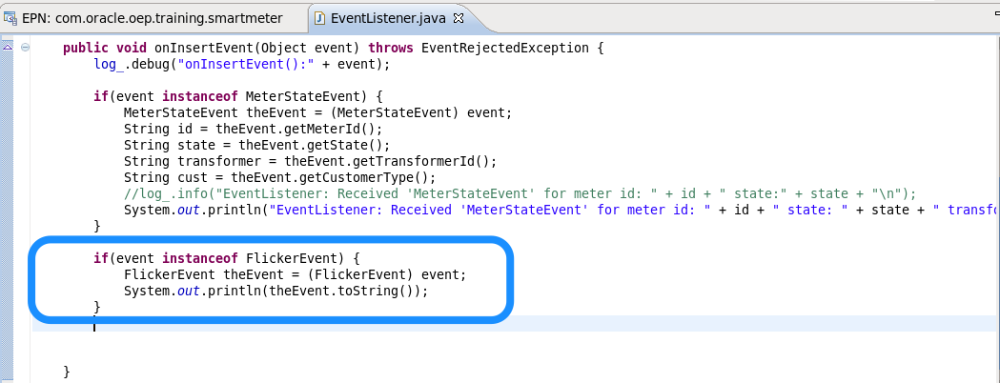 EPN: com.oracle.oep.training.smartmeter
EventListener.java
public void onInsertEvent(Object event) throws EventRejectedException {
log_.debug("onInsertEvent():" + event);
if(event instanceof MeterStateEvent) {
MeterStateEvent theEvent = (MeterStateEvent) event;
String id = theEvent.getMeterId();
String state = theEvent.getState();
String transformer = theEvent.getTransformerId();
String cust = theEvent.getCustomerType();
//log_.info("EventListener: Received 'MeterStateEvent' for meter id: " + id + " state:" + state + "\n");
System.out.println("EventListener: Received 'MeterStateEvent' for meter id: " + id + " state: " + state + " transfo
}
if(event instanceof FlickerEvent) {
FlickerEvent theEvent = (FlickerEvent) event;
System.out.println(theEvent.toString());
}
}